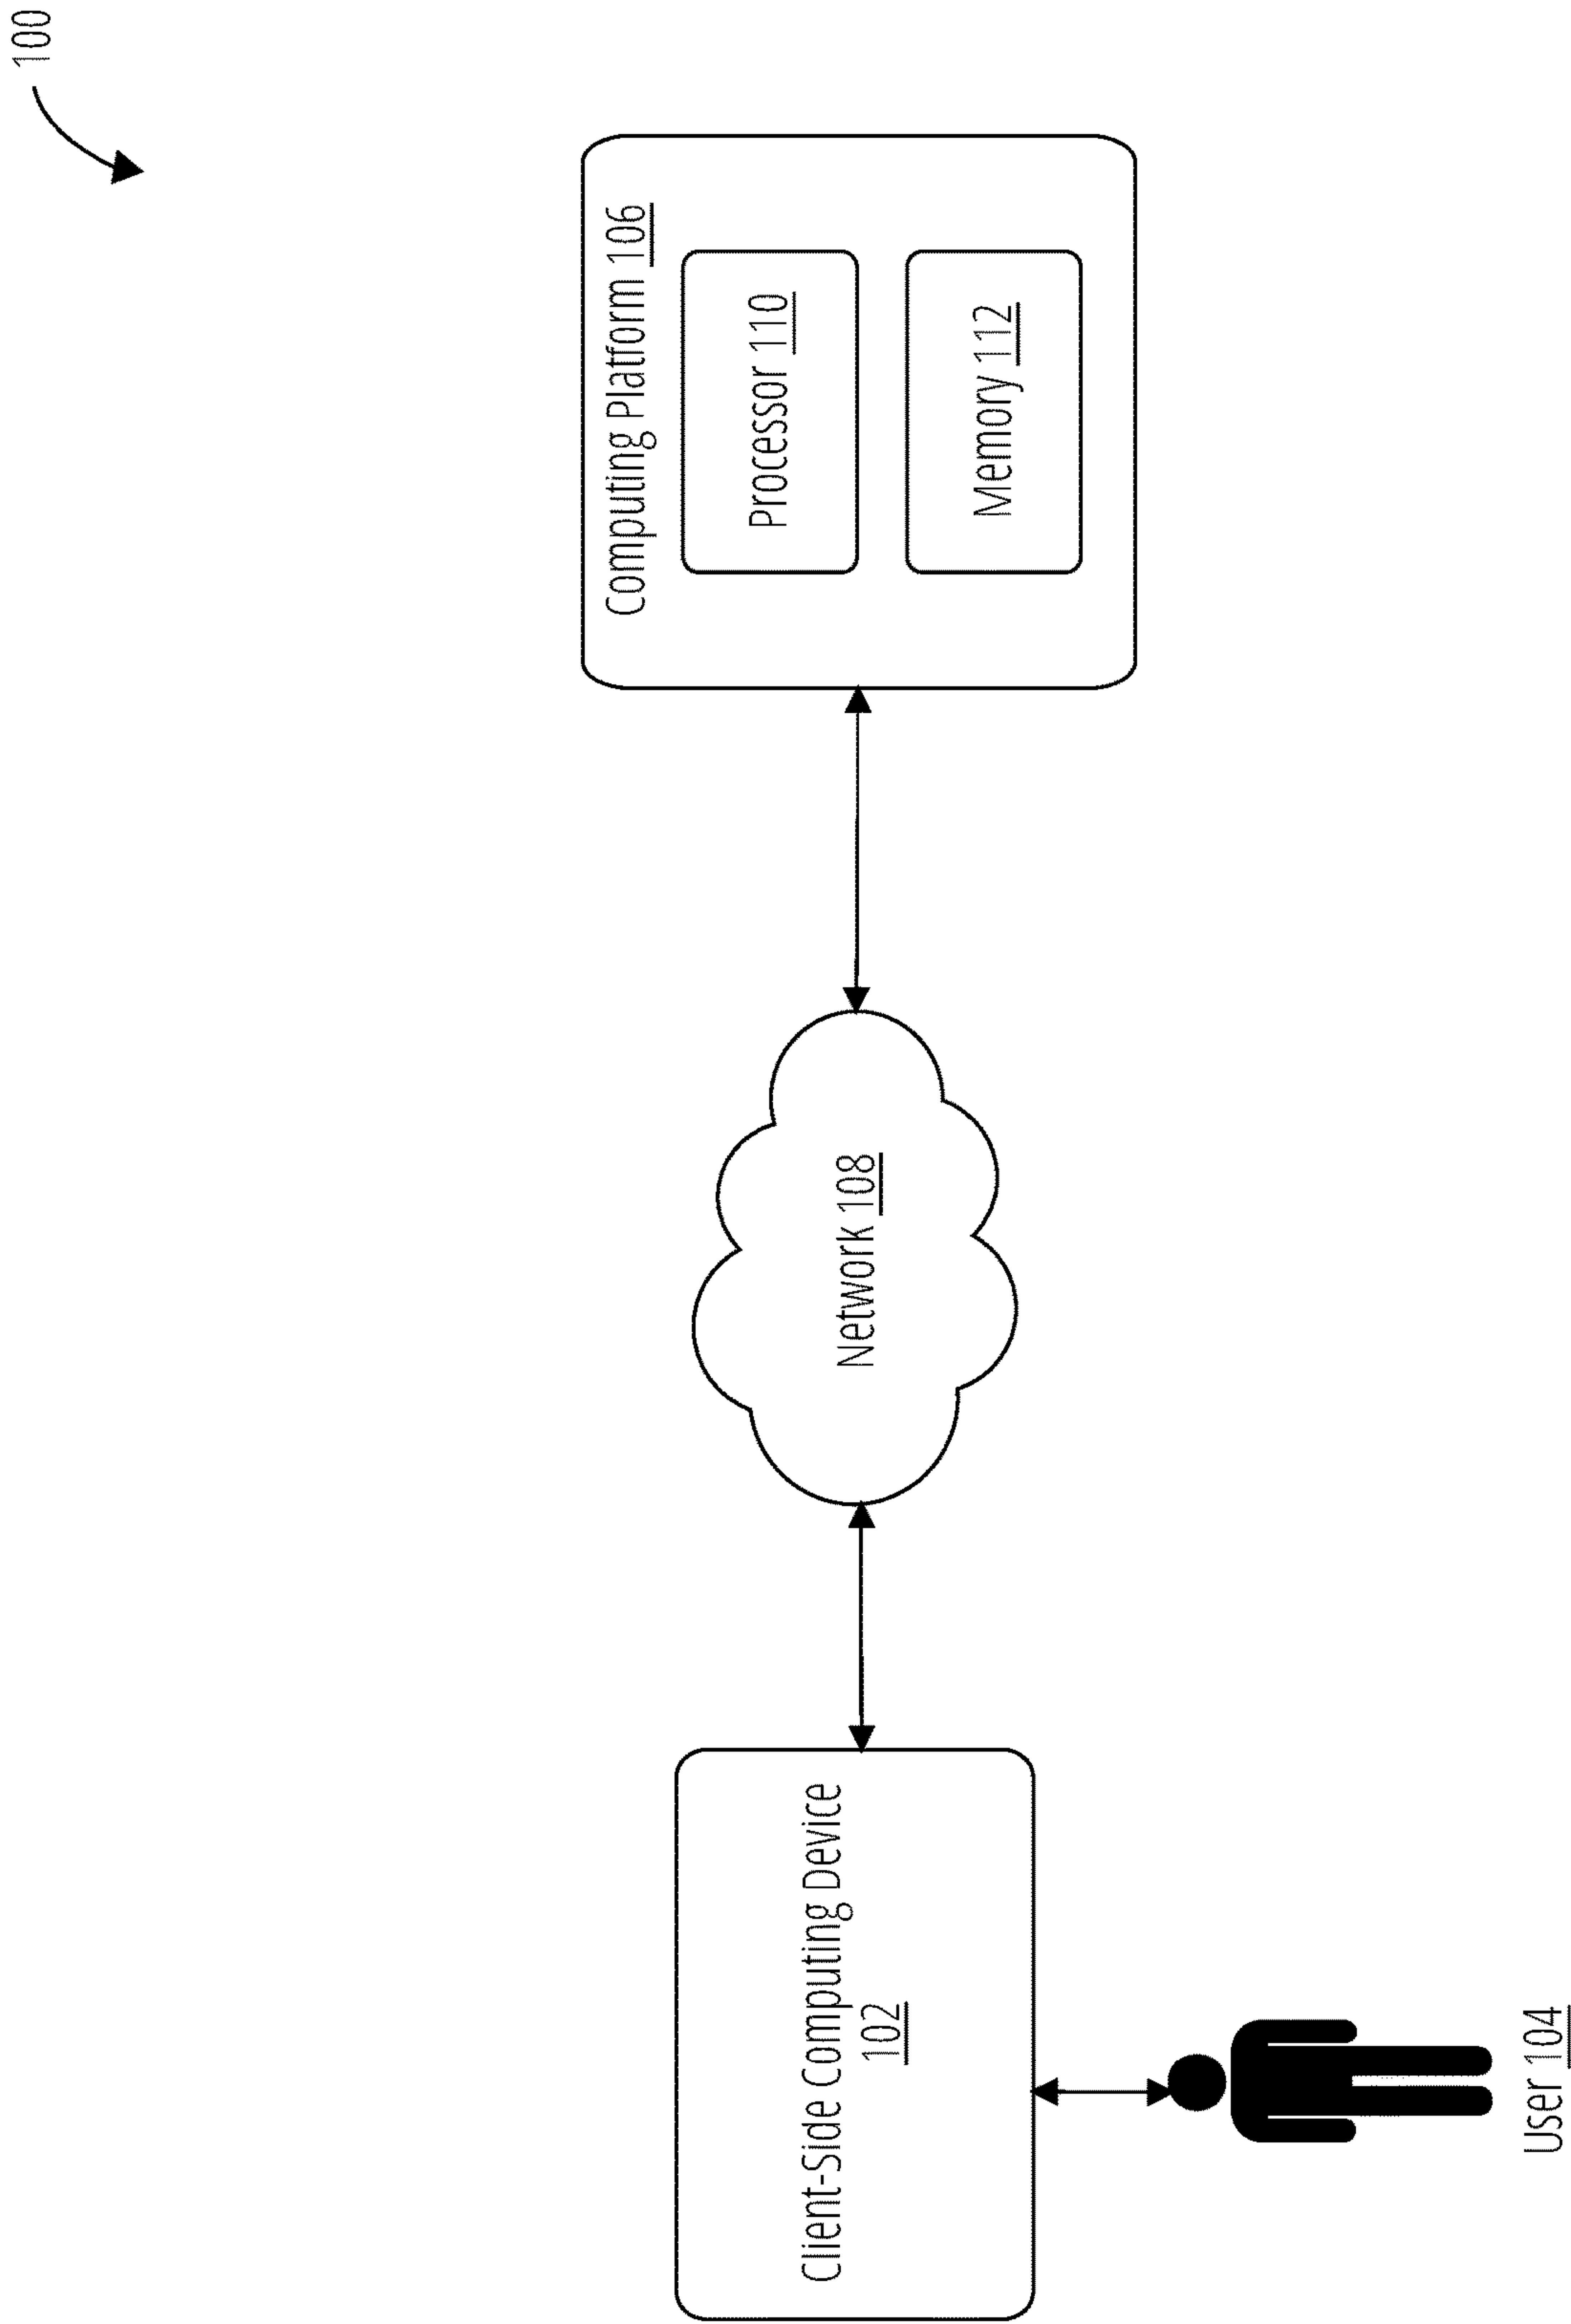 100
Computing Platform 106
Processor 110
Memory 112
Network 108
Client-Side Computing Device
102
User 104